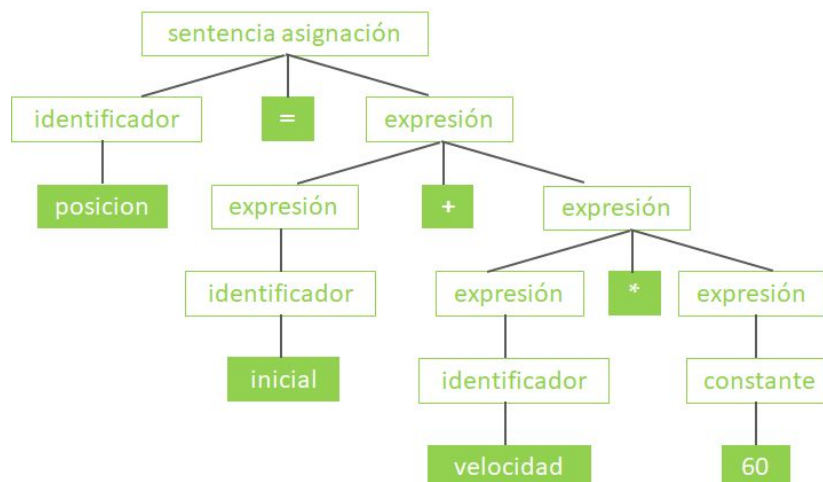 sentencia asignación
identificador
=
expresión
posicion
expresión
+
expresión
identificador
expresión
*
expresión
inicial
identificador
constante
velocidad
60